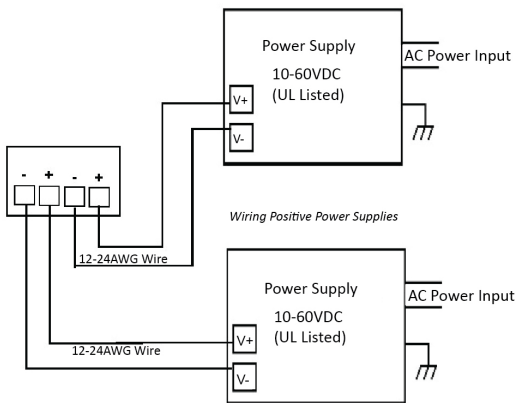 Power Supply
10-60VDC
(UL Listed)
AC Power Input
V+
V-
- + - +
Wiring Positive Power Supplies
12-24AWG Wire
Power Supply
10-60VDC
(UL Listed)
AC Power Input
V+
12-24AWG Wire
V-